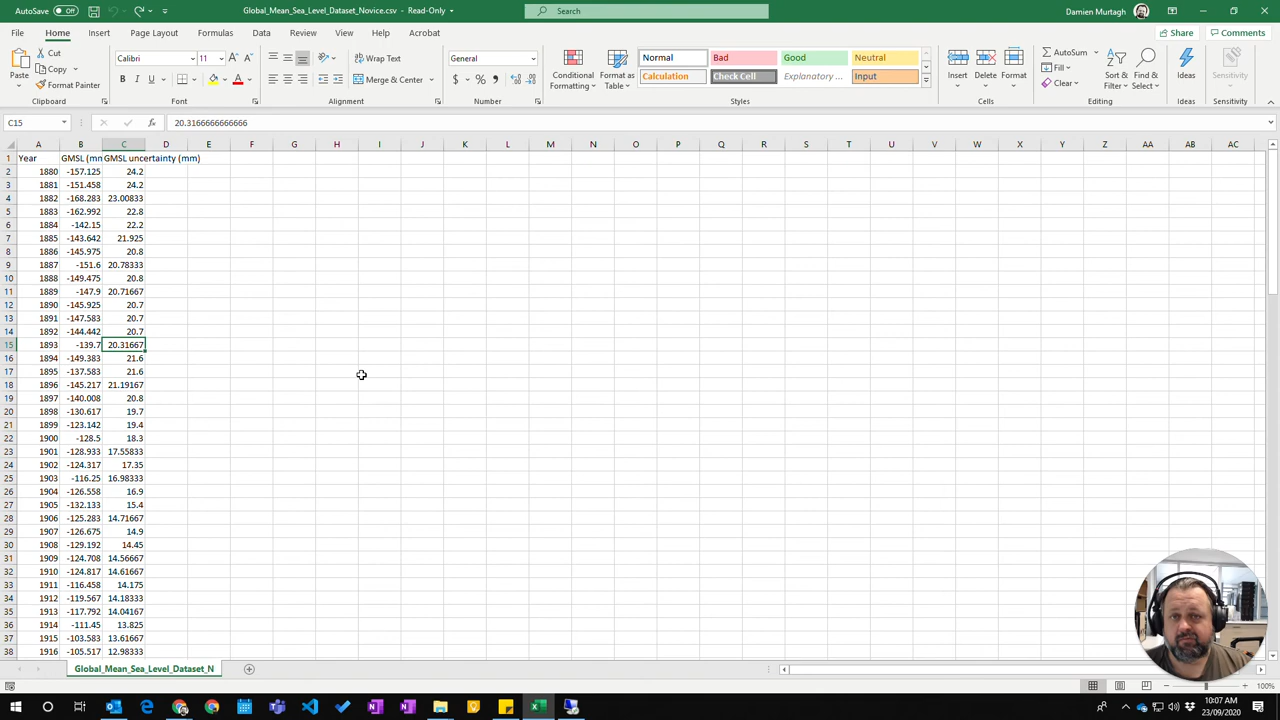 AutoSave Off Global_Mean_Sea_Level_Dataset_Novice.csv - Read-Only Search Damien Murtagh
File Home Insert Page Layout Formulas Data Review View Help Acrobat Share Comments
Paste Cut Copy Format Painter
Calibri 11 B I U A
Wrap Text Merge & Center
General $ % ,
Conditional Formatting Format as Table
Normal Bad Good Neutral
Calculation Check Cell Explanatory ... Input
Insert Delete Format
AutoSum Fill Clear
Sort & Filter Find & Select
Ideas Sensitivity
Clipboard Font Alignment Number Styles Cells Editing Ideas Sensitivity
C15 fx 20.3166666666666
A B C D E F G H I J K L M N O P Q R S T U V W X Y Z AA AB AC
1 Year GMSL (mm GMSL uncertainty (mm)
2 1880 -157.125 24.2
3 1881 -151.458 24.2
4 1882 -168.283 23.00833
5 1883 -162.992 22.8
6 1884 -142.15 22.2
7 1885 -143.642 21.925
8 1886 -145.975 20.8
9 1887 -151.6 20.78333
10 1888 -149.475 20.8
11 1889 -147.9 20.71667
12 1890 -145.925 20.7
13 1891 -147.583 20.7
14 1892 -144.442 20.7
15 1893 -139.7 20.31667
16 1894 -149.383 21.6
17 1895 -137.583 21.6
18 1896 -145.217 21.19167
19 1897 -140.008 20.8
20 1898 -130.617 19.7
21 1899 -123.142 19.4
22 1900 -128.5 18.3
23 1901 -128.933 17.55833
24 1902 -124.317 17.35
25 1903 -116.25 16.98333
26 1904 -126.558 16.9
27 1905 -132.133 15.4
28 1906 -125.283 14.71667
29 1907 -126.675 14.9
30 1908 -129.192 14.45
31 1909 -124.708 14.56667
32 1910 -124.817 14.61667
33 1911 -116.458 14.175
34 1912 -119.567 14.18333
35 1913 -117.792 14.04167
36 1914 -111.45 13.825
37 1915 -103.583 13.61667
38 1916 -105.517 12.98333
Global_Mean_Sea_Level_Dataset_N
100%
10:07 AM
23/09/2020